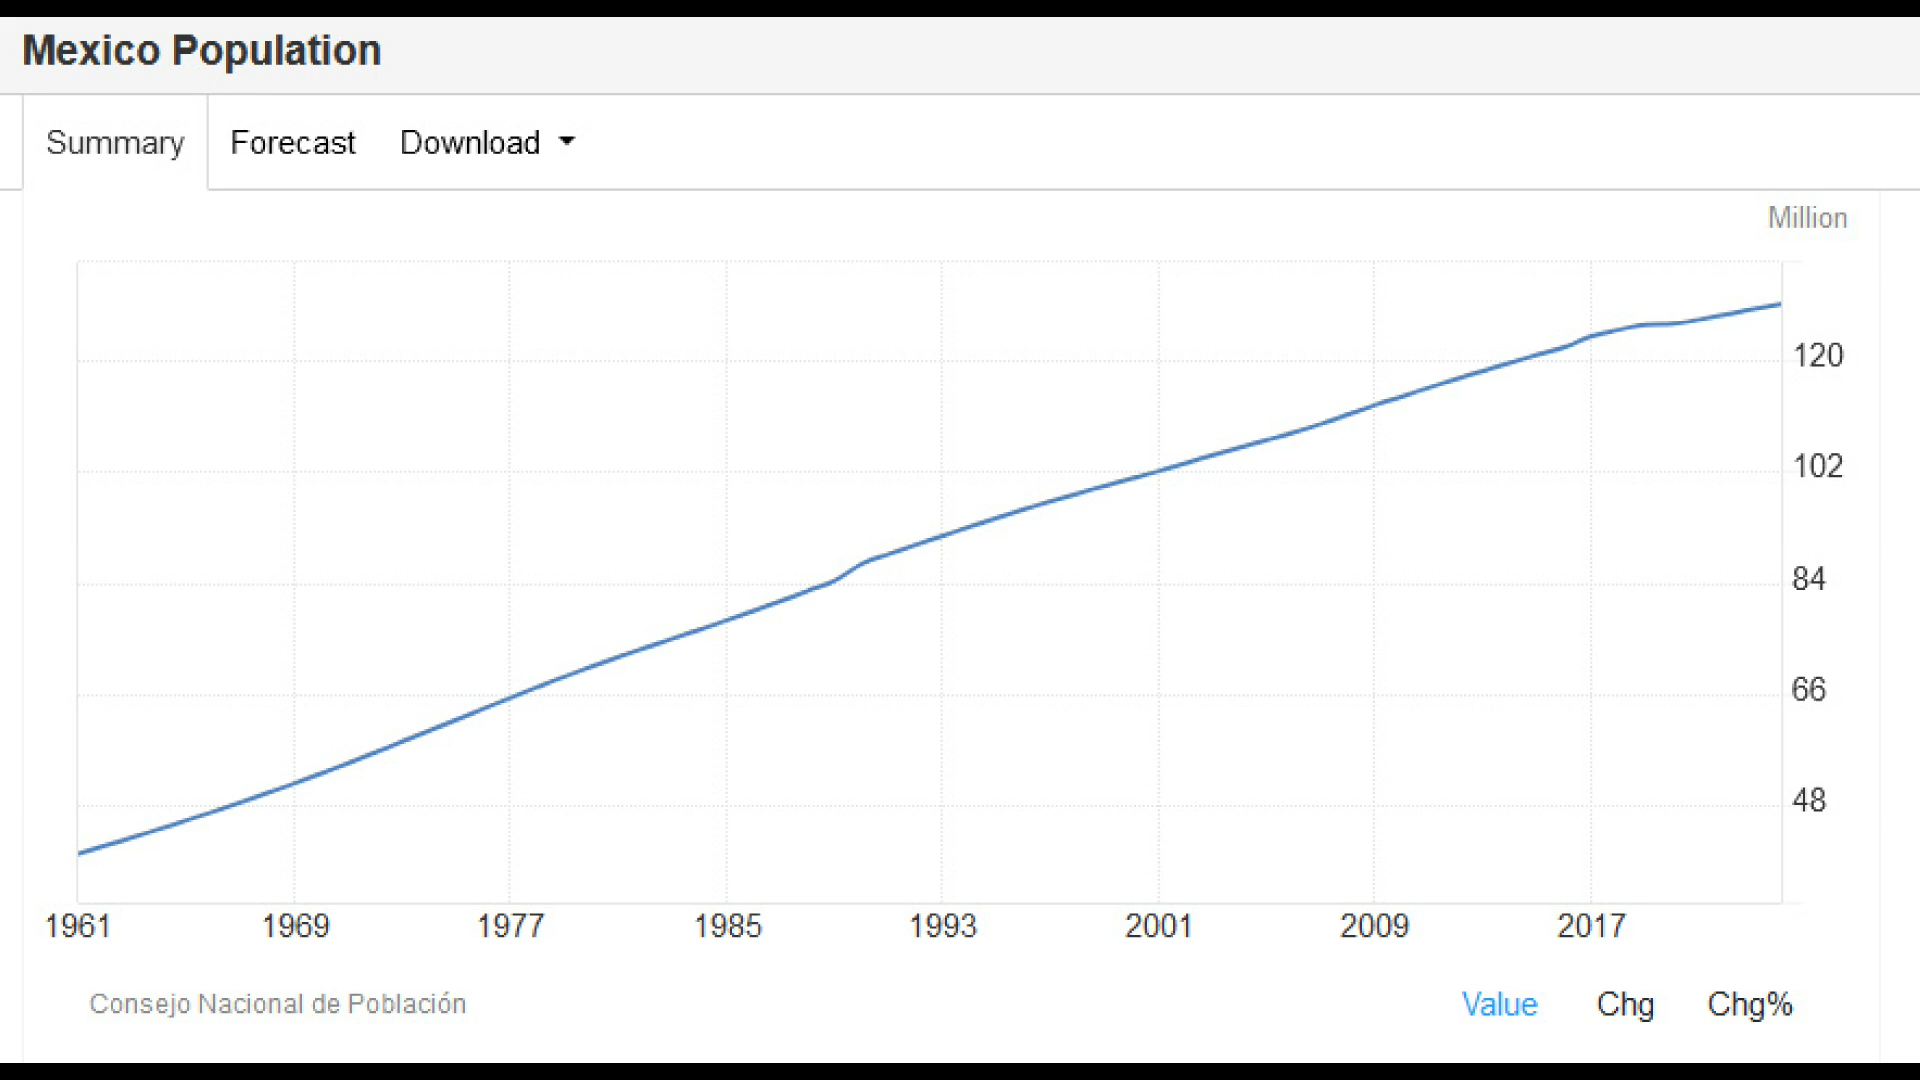 Mexico Population
Summary Forecast Download
Million
120
102
84
66
48
1961 1969 1977 1985 1993 2001 2009 2017
Consejo Nacional de Población Value Chg Chg%